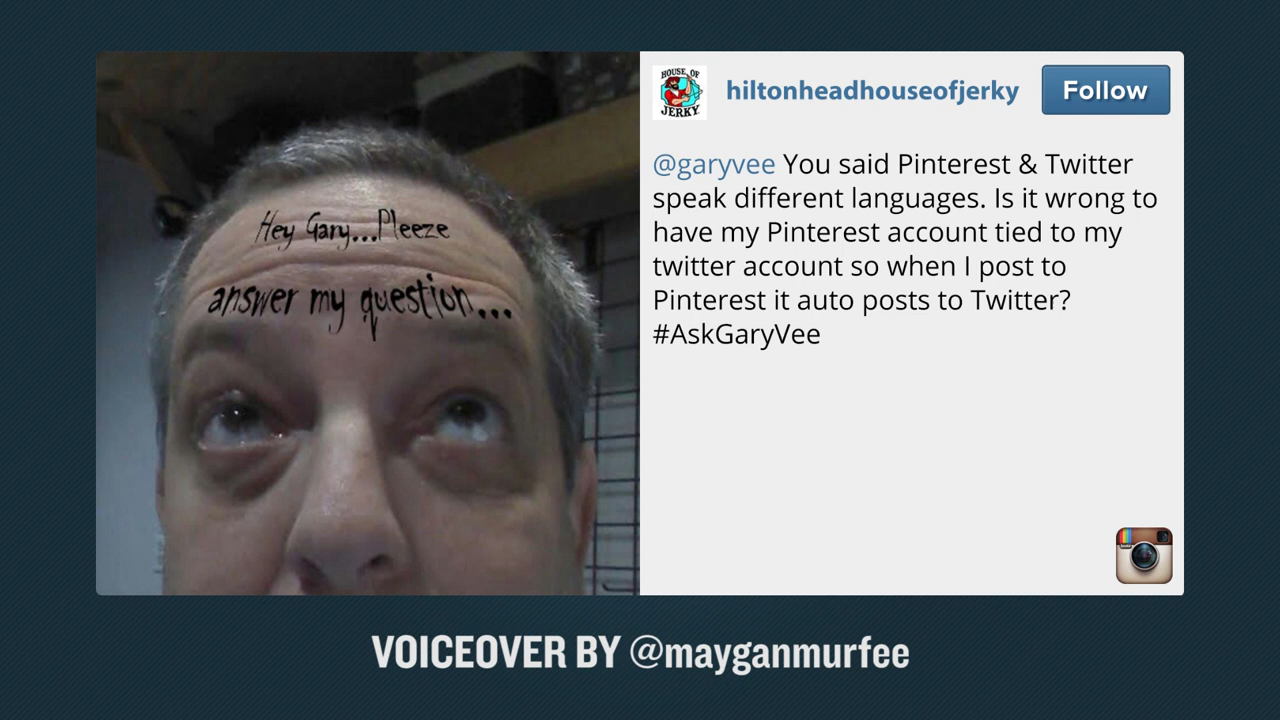 HOUSE OF
JERKY
hiltonheadhouseofjerky
Follow
Hey Gary...Pleeze
answer my question...
@garyvee You said Pinterest & Twitter
speak different languages. Is it wrong to
have my Pinterest account tied to my
twitter account so when I post to
Pinterest it auto posts to Twitter?
#AskGaryVee
VOICEOVER BY @mayganmurfee